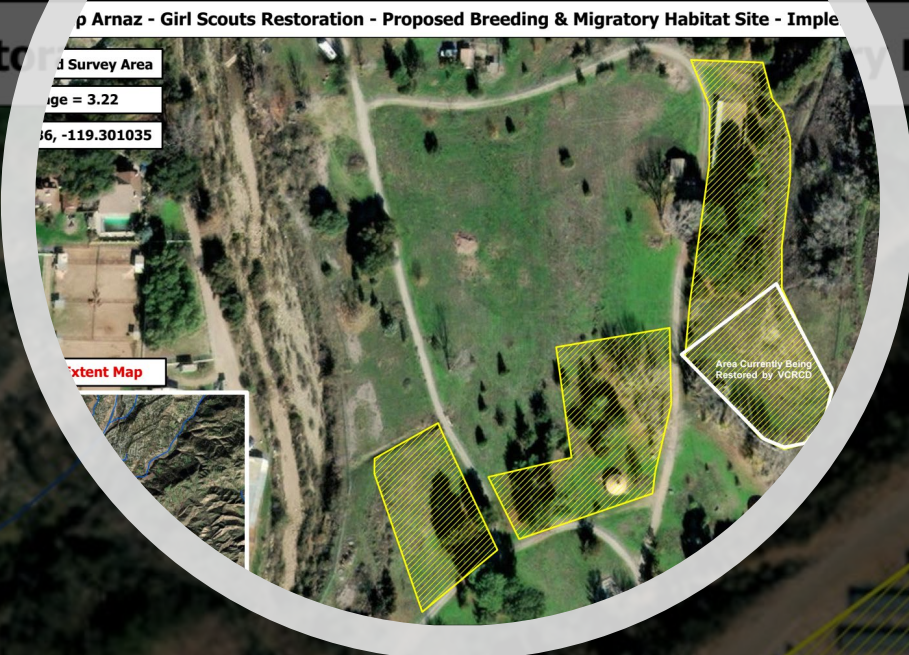 p Arnaz - Girl Scouts Restoration - Proposed Breeding & Migratory Habitat Site - Imple
d Survey Area
ge = 3.22
36, -119.301035
Area Currently Being
Restored by VCRCD
Extent Map